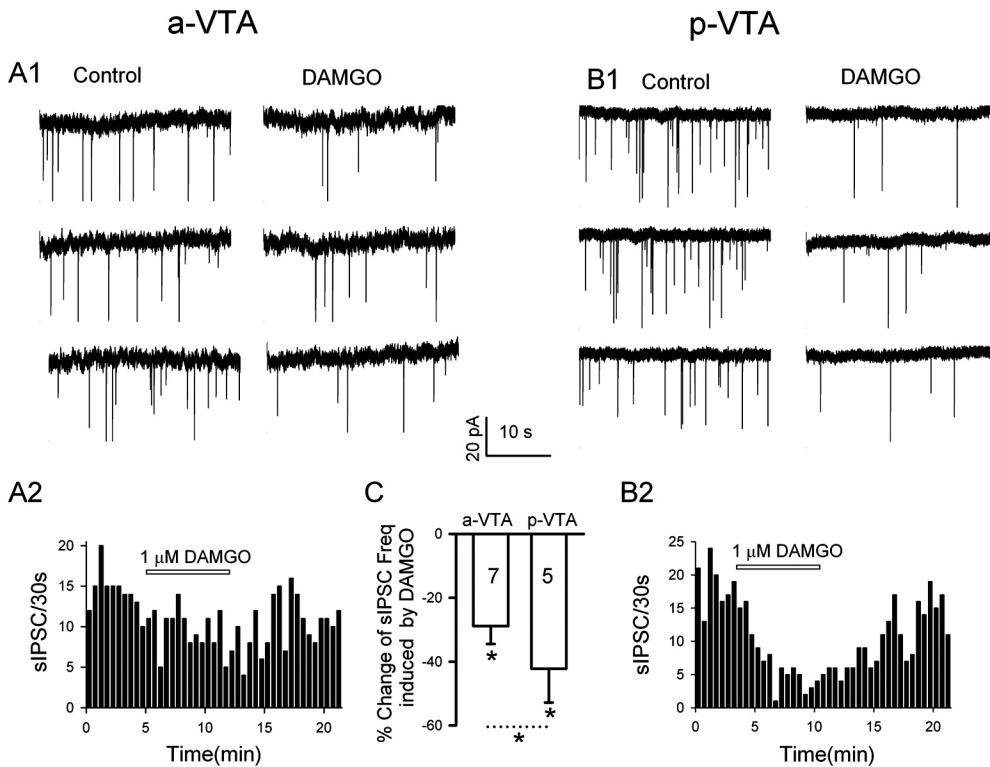 a-VTA p-VTA
A1 Control DAMGO B1 Control DAMGO
20 pA 10 s
A2
sIPSC/30s
20
15
10
5
0
1 μM DAMGO
0 5 10 15 20
Time(min)
C
% Change of sIPSC Freq
induced by DAMGO
a-VTA p-VTA
0
-20
-40
-60
7 5
* *
*
B2
sIPSC/30s
25
20
15
10
5
0
1 μM DAMGO
0 5 10 15 20
Time(min)